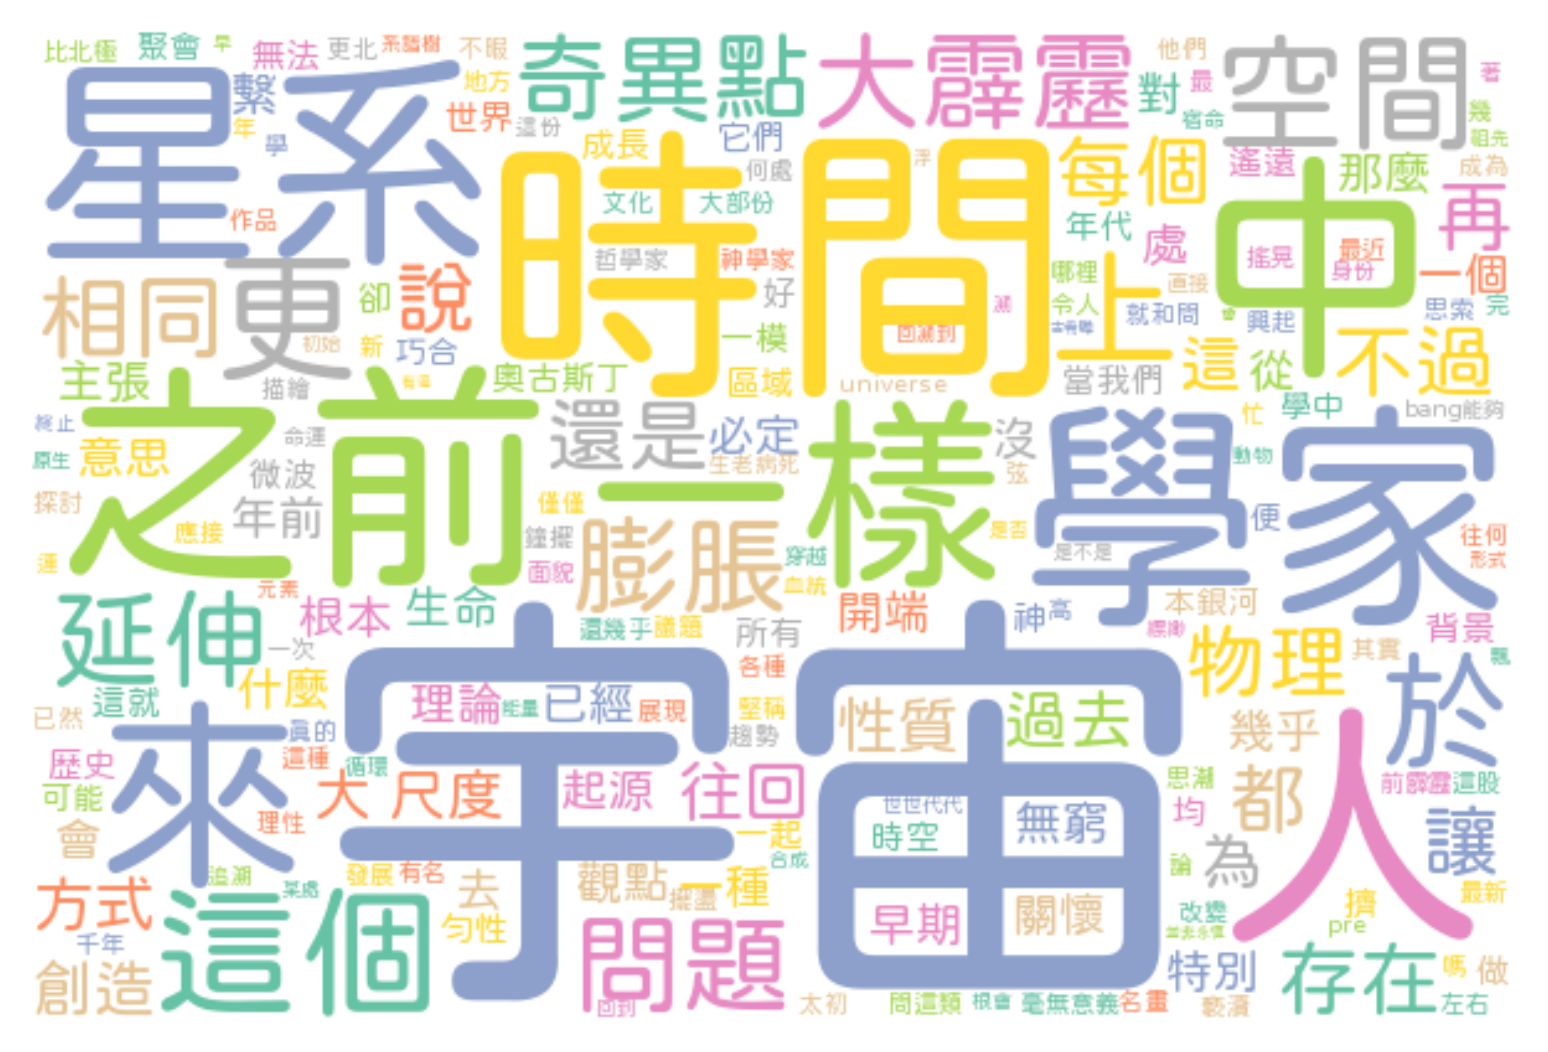 比北極 聚會 早 無法 更北 系譜樹 不暇 奇異點 大霹靂 他們 空間 著
星系 繫 地方 世界 這份 對 最 宿命 幾 祖先
年 學 成長 它們 每個 遙遠 那麼 成為
時間 何處 浮 中 再
作品 文化 大部份 年代 處 搖晃 最近 身份 一個
更 哲學家 神學家 哪裡 上 直接
相同 卻 說 好 令人 就和問 會 興起 思索 完
初始 新 巧合 一模 回溯到 溯 這 從 不過
主張 描繪 奧古斯丁 區域 universe 當我們 學中 bang能夠
之前 還是 必定 一樣 沒 學家 忙
終止 意思 命運 生老病死 弦 動物
原生 微波
探討 年前 應接 僅僅 鐘擺 膨脹 是否 便 往何
運 面貌 穿越 是不是 形式
元素 血統
延伸 根本 生命 還幾乎 議題 所有 開端 神 高 本銀河 背景
一次 各種 物理 其實 飄
宇宙 什麼 理論 能量 已經 展現 堅稱 性質 過去 幾乎 於
已然 這就 來 真的 趨勢
歷史 這種 循環 思潮 前霹靂 這股
可能 大 尺度 起源 往回 世世代代 均 都 人
會 理性 一起 時空 無窮 為 讓
追溯 某處 發展 有名 去 觀點 擺盪 一種 合成 論 最新
方式 這個 勻性 問題 早期 關懷 改變 擠 pre
千年 並非永恆
創造 回到 太初 問這類 根會 毫無意義 名畫 特別 褻瀆 存在 嗎 做 左右